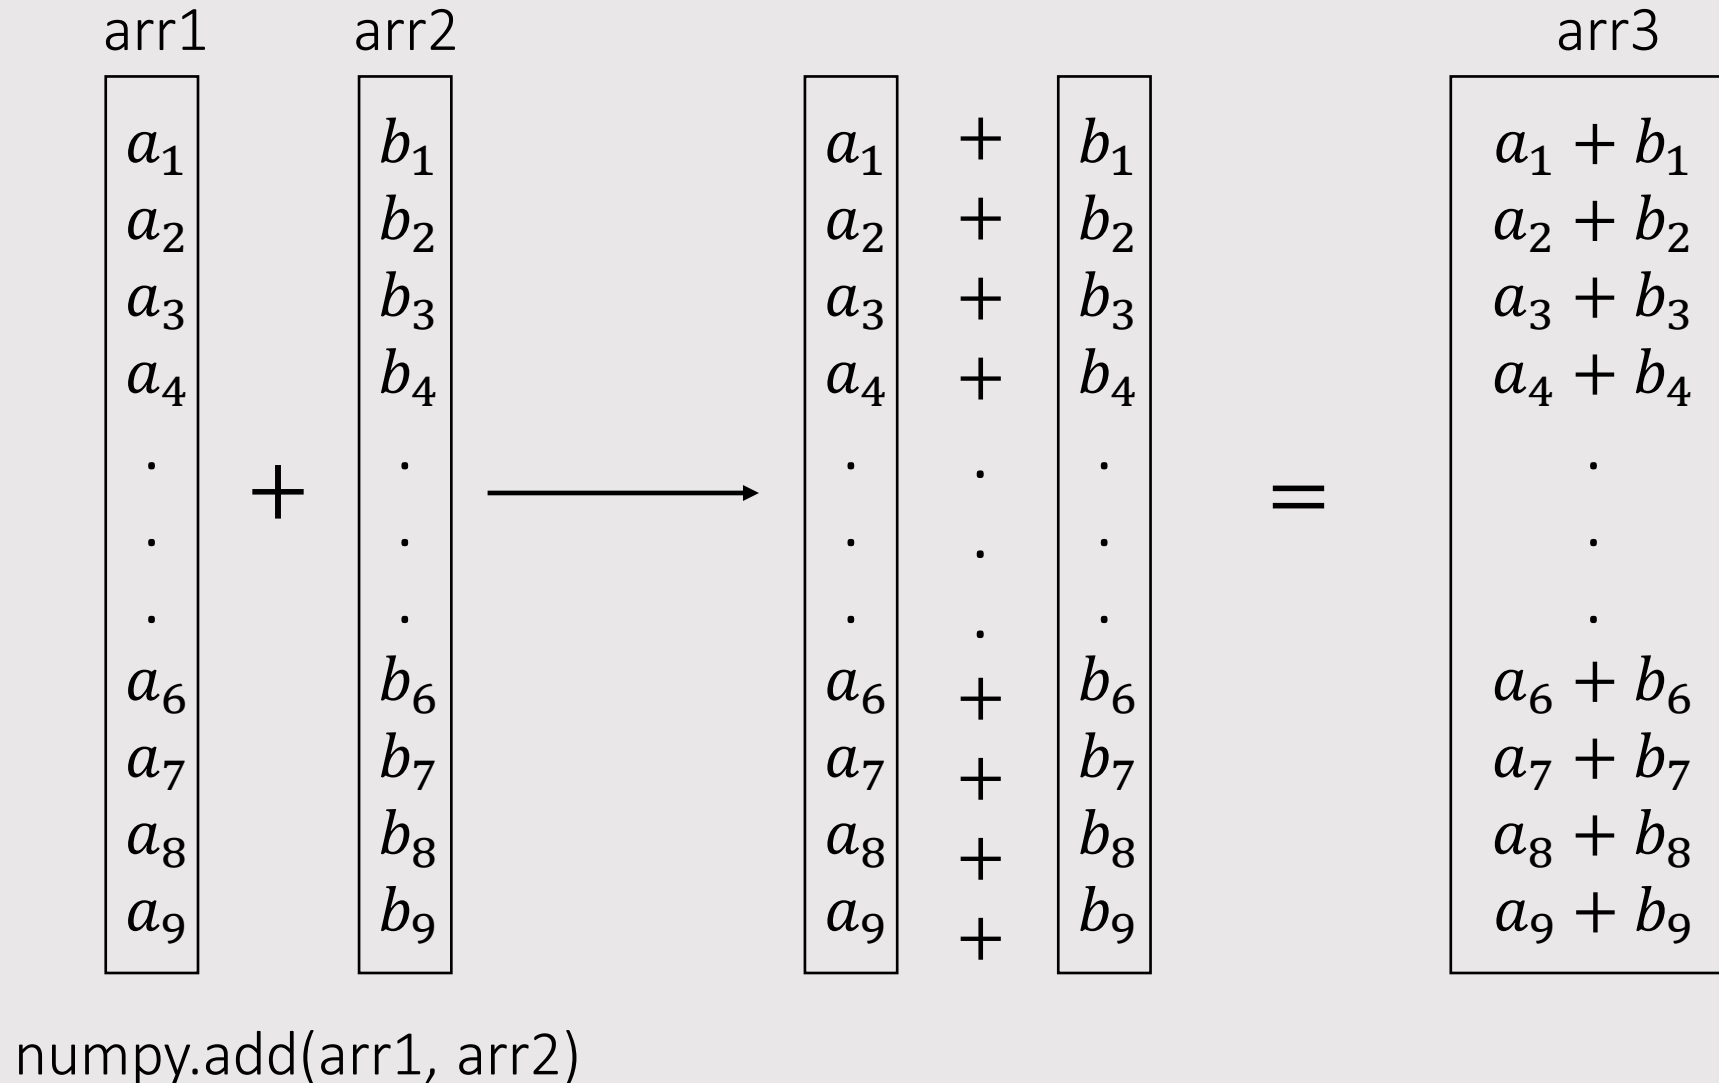 arr1 arr2 arr3
a₁ b₁ a₁ + b₁ a₁ + b₁
a₂ b₂ a₂ + b₂ a₂ + b₂
a₃ b₃ a₃ + b₃ a₃ + b₃
a₄ b₄ a₄ + b₄ a₄ + b₄
. + . . . . = .
. . . . . .
. . . . . .
a₆ b₆ a₆ + b₆ a₆ + b₆
a₇ b₇ a₇ + b₇ a₇ + b₇
a₈ b₈ a₈ + b₈ a₈ + b₈
a₉ b₉ a₉ + b₉ a₉ + b₉
numpy.add(arr1, arr2)